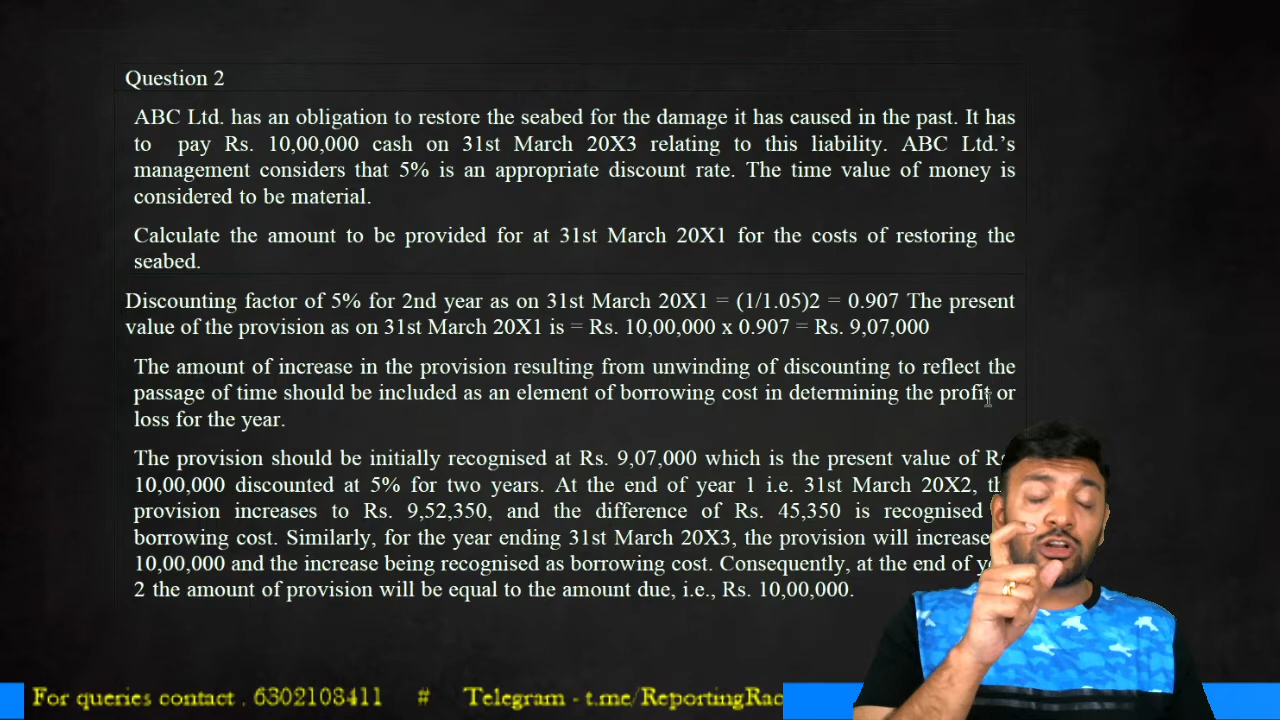 Question 2
ABC Ltd. has an obligation to restore the seabed for the damage it has caused in the past. It has
to pay Rs. 10,00,000 cash on 31st March 20X3 relating to this liability. ABC Ltd.'s
management considers that 5% is an appropriate discount rate. The time value of money is
considered to be material.
Calculate the amount to be provided for at 31st March 20X1 for the costs of restoring the
seabed.
Discounting factor of 5% for 2nd year as on 31st March 20X1 = (1/1.05)2 = 0.907 The present
value of the provision as on 31st March 20X1 is = Rs. 10,00,000 x 0.907 = Rs. 9,07,000
The amount of increase in the provision resulting from unwinding of discounting to reflect the
passage of time should be included as an element of borrowing cost in determining the profit or
loss for the year.
The provision should be initially recognised at Rs. 9,07,000 which is the present value of
10,00,000 discounted at 5% for two years. At the end of year 1 i.e. 31st March 20X2,
provision increases to Rs. 9,52,350, and the difference of Rs. 45,350 is recognised
borrowing cost. Similarly, for the year ending 31st March 20X3, the provision will increase
10,00,000 and the increase being recognised as borrowing cost. Consequently, at the end of
2 the amount of provision will be equal to the amount due, i.e., Rs. 10,00,000.
For queries contact . 6302108411 # Telegram - t.me/ReportingRac